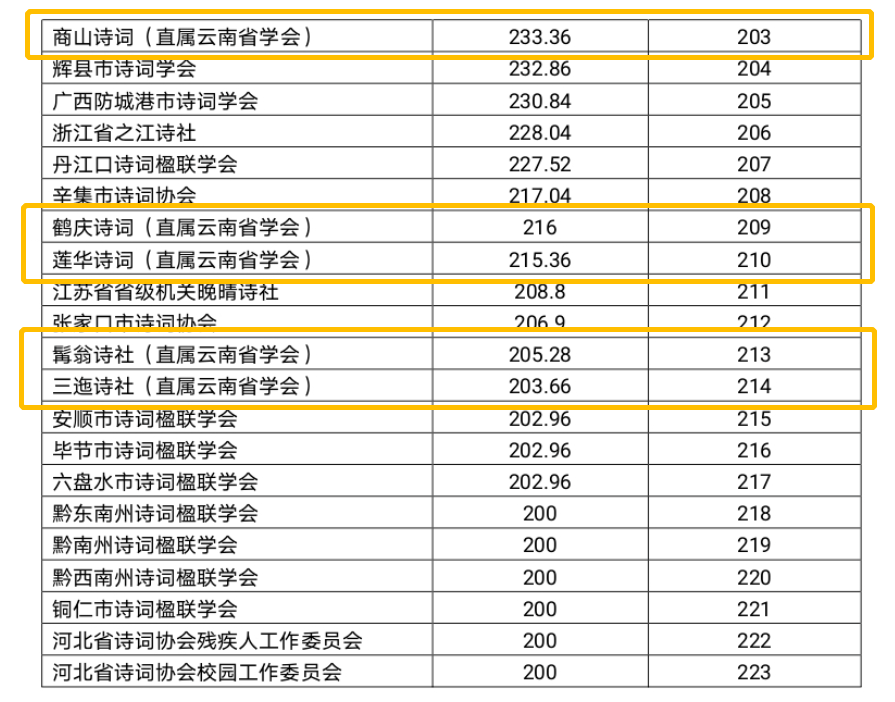 商山诗词（直属云南省学会） 233.36 203
辉县市诗词学会 232.86 204
广西防城港市诗词学会 230.84 205
浙江省之江诗社 228.04 206
丹江口诗词楹联学会 227.52 207
辛集市诗词协会 217.04 208
鹤庆诗词（直属云南省学会） 216 209
莲华诗词（直属云南省学会） 215.36 210
江苏省省级机关晚晴诗社 208.8 211
张家口市诗词协会 206.9 212
髯翁诗社（直属云南省学会） 205.28 213
三迤诗社（直属云南省学会） 203.66 214
安顺市诗词楹联学会 202.96 215
毕节市诗词楹联学会 202.96 216
六盘水市诗词楹联学会 202.96 217
黔东南州诗词楹联学会 200 218
黔南州诗词楹联学会 200 219
黔西南州诗词楹联学会 200 220
铜仁市诗词楹联学会 200 221
河北省诗词协会残疾人工作委员会 200 222
河北省诗词协会校园工作委员会 200 223